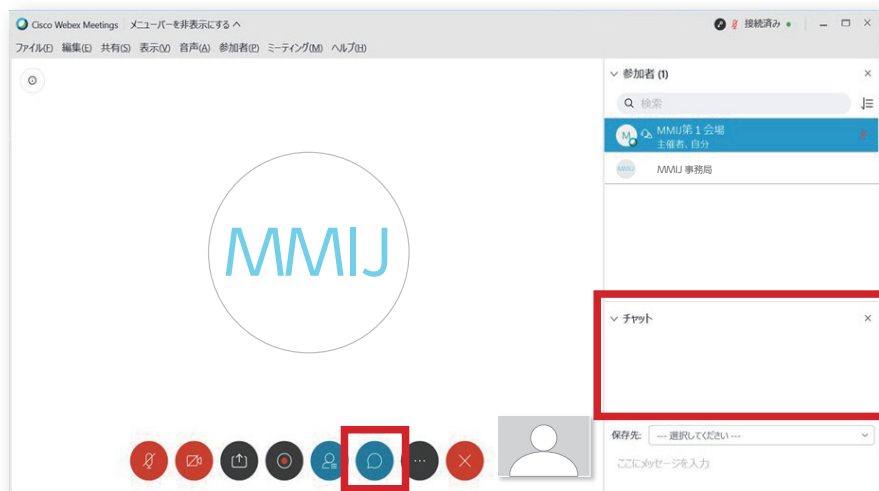 Cisco Webex Meetings メニューバーを非表示にする へ
接続済み
ファイル(F) 編集(E) 共有(S) 表示(V) 音声(A) 参加者(P) ミーティング(M) ヘルプ(H)
参加者 (1)
検索
M MMIJ第1会場
主催者、自分
MMIJ MMIJ 事務局
MMIJ
チャット
保存先: --- 選択してください ---
ここにメッセージを入力